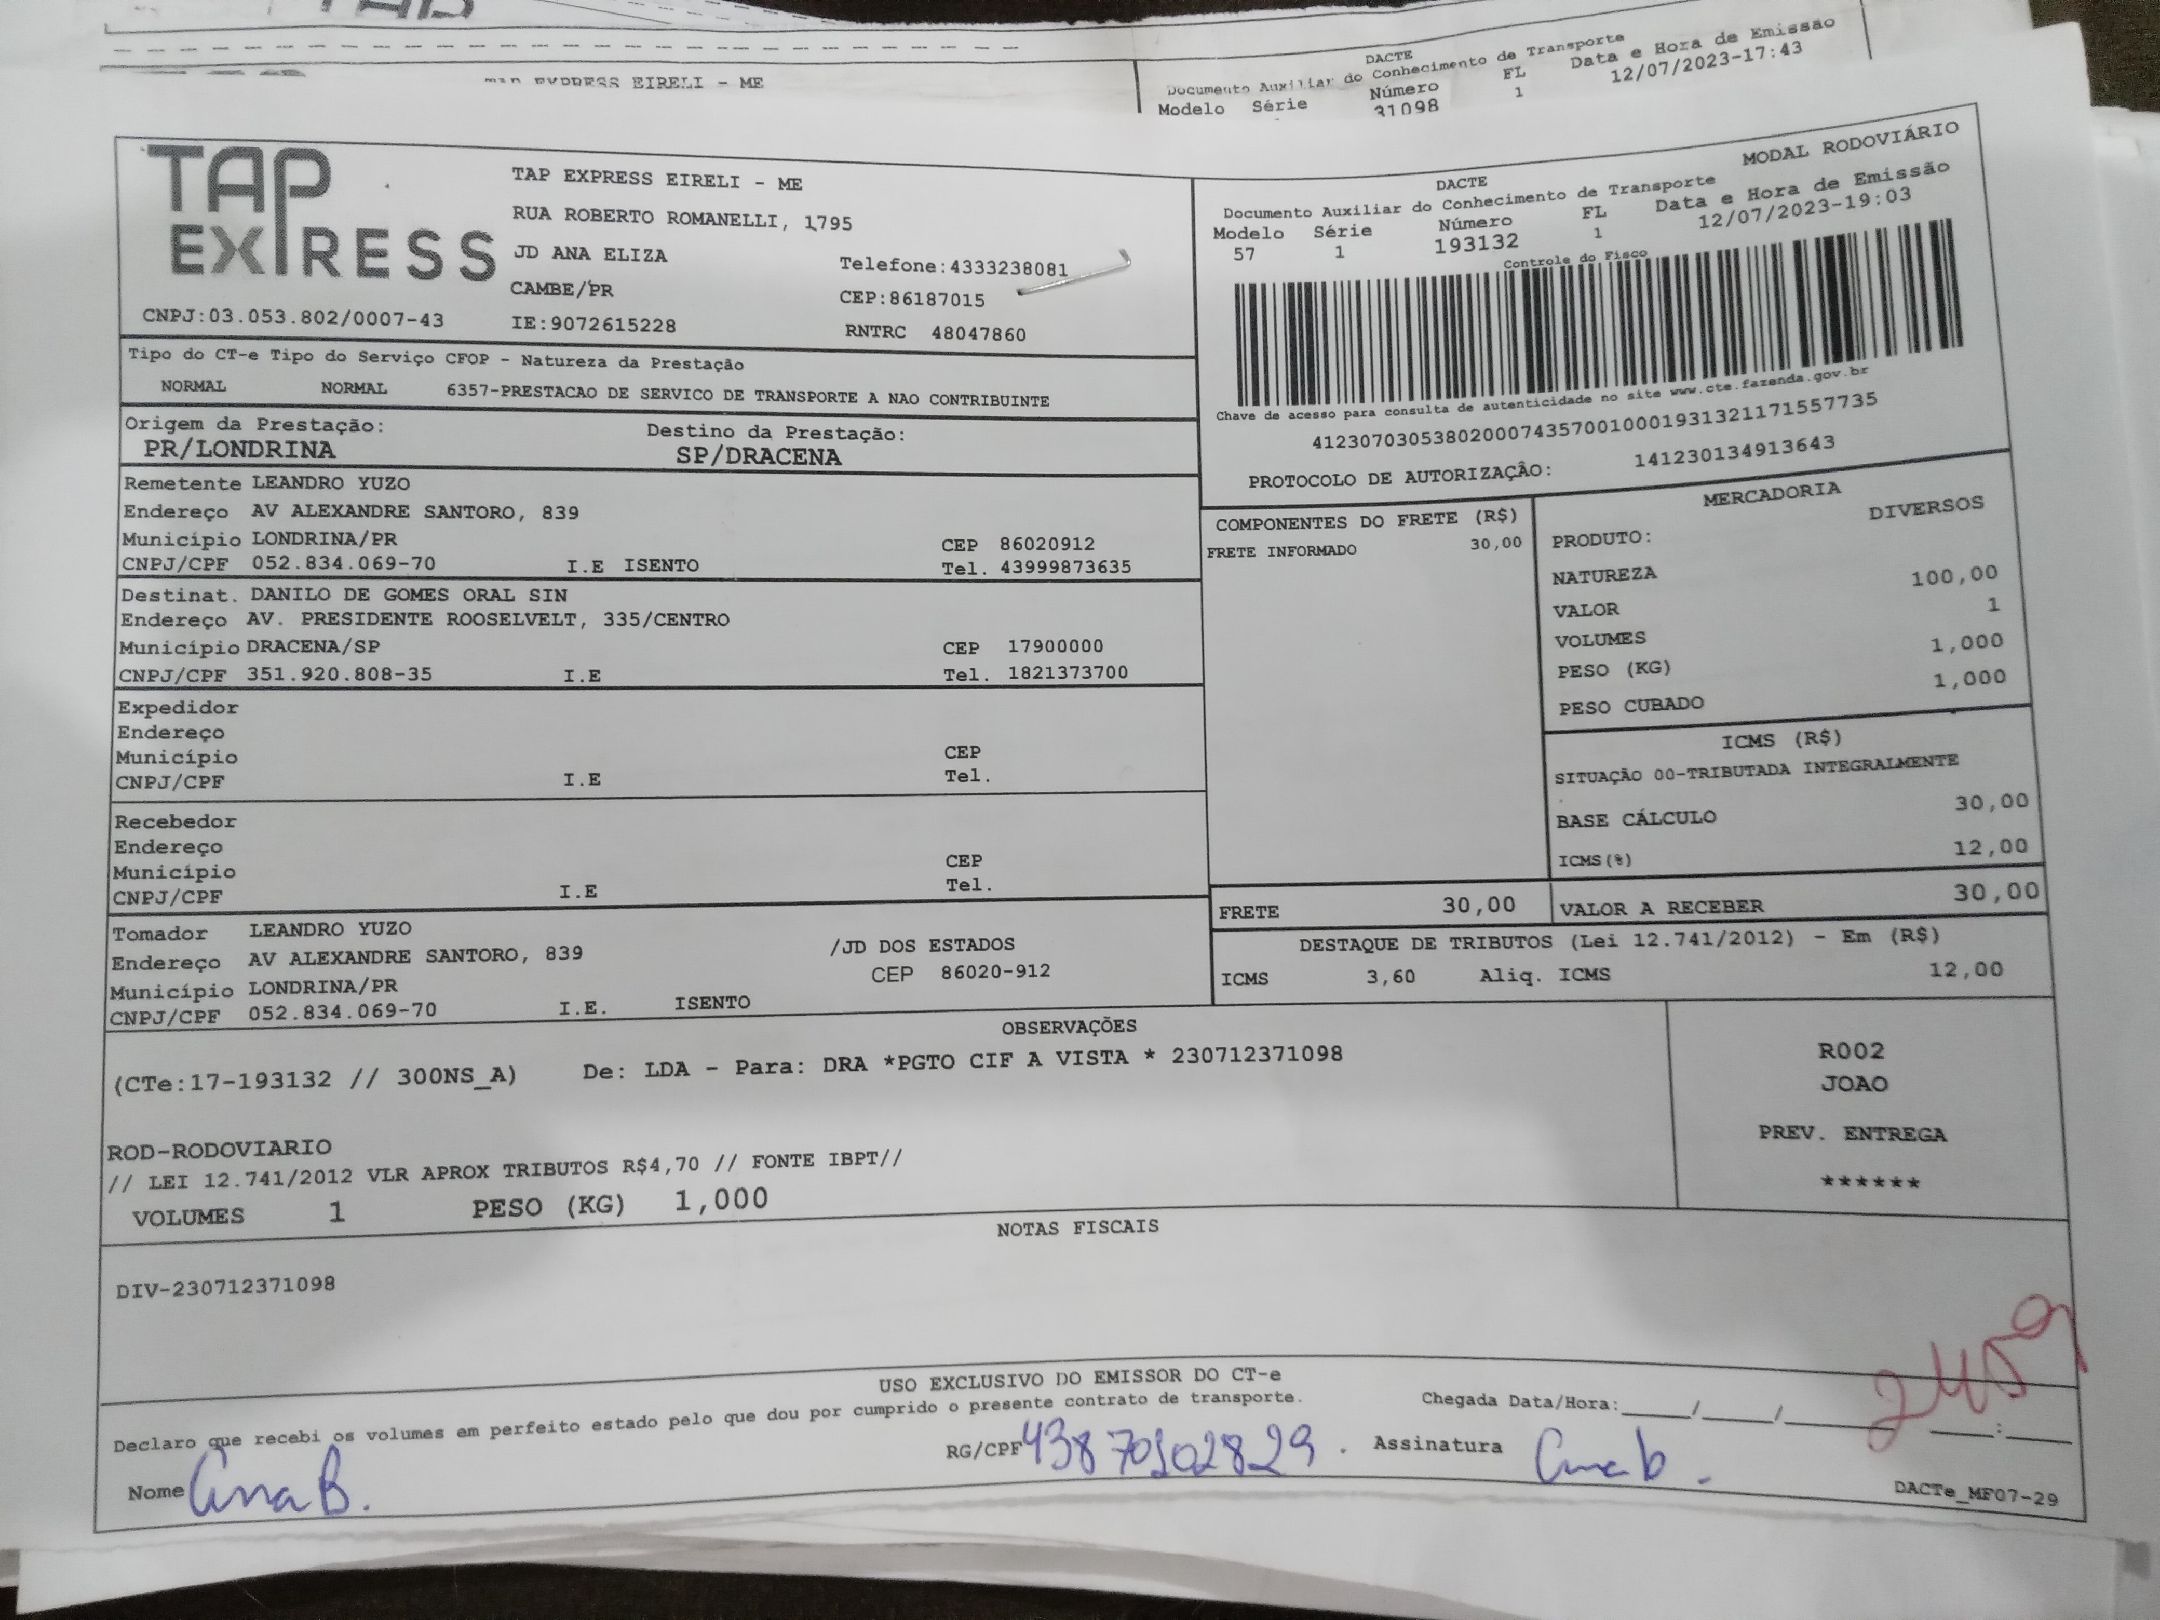 EXPRESS EIRELI - ME
DACTE
Documento Auxiliar do Conhecimento de Transporte
Modelo Série Número FL Data e Hora de Emissão
31098 1 12/07/2023-17:43
TAP EXPRESS
CNPJ:03.053.802/0007-43
TAP EXPRESS EIRELI - ME
RUA ROBERTO ROMANELLI, 1795
JD ANA ELIZA
Telefone:4333238081
CAMBE/PR
CEP:86187015
IE:9072615228
RNTRC 48047860
MODAL RODOVIÁRIO
DACTE
Documento Auxiliar do Conhecimento de Transporte
Modelo Série Número FL Data e Hora de Emissão
57 1 193132 1 12/07/2023-19:03
Controle do Fisco
Chave de acesso para consulta de autenticidade no site www.cte.fazenda.gov.br
41230703053802000743570010001931321171557735
PROTOCOLO DE AUTORIZAÇÃO: 141230134913643
Tipo do CT-e Tipo do Serviço CFOP - Natureza da Prestação
NORMAL NORMAL 6357-PRESTACAO DE SERVICO DE TRANSPORTE A NAO CONTRIBUINTE
Origem da Prestação: Destino da Prestação:
PR/LONDRINA SP/DRACENA
Remetente LEANDRO YUZO
Endereço AV ALEXANDRE SANTORO, 839
Município LONDRINA/PR CEP 86020912
CNPJ/CPF 052.834.069-70 I.E ISENTO Tel. 43999873635
Destinat. DANILO DE GOMES ORAL SIN
Endereço AV. PRESIDENTE ROOSELVELT, 335/CENTRO
Município DRACENA/SP CEP 17900000
CNPJ/CPF 351.920.808-35 I.E Tel. 1821373700
Expedidor
Endereço
Município CEP
CNPJ/CPF I.E Tel.
Recebedor
Endereço
Município CEP
CNPJ/CPF I.E Tel.
Tomador LEANDRO YUZO
Endereço AV ALEXANDRE SANTORO, 839 /JD DOS ESTADOS
Município LONDRINA/PR CEP 86020-912
CNPJ/CPF 052.834.069-70 I.E. ISENTO
COMPONENTES DO FRETE (R$)
FRETE INFORMADO 30,00
MERCADORIA
PRODUTO: DIVERSOS
NATUREZA
VALOR 100,00
VOLUMES 1
PESO (KG) 1,000
PESO CUBADO 1,000
ICMS (R$)
SITUAÇÃO 00-TRIBUTADA INTEGRALMENTE
BASE CÁLCULO 30,00
ICMS(%) 12,00
FRETE 30,00 VALOR A RECEBER 30,00
DESTAQUE DE TRIBUTOS (Lei 12.741/2012) - Em (R$)
ICMS 3,60 Aliq. ICMS 12,00
OBSERVAÇÕES
(CTe:17-193132 // 300NS_A) De: LDA - Para: DRA *PGTO CIF A VISTA * 230712371098
ROD-RODOVIARIO
// LEI 12.741/2012 VLR APROX TRIBUTOS R$4,70 // FONTE IBPT//
VOLUMES 1 PESO (KG) 1,000
R002
JOAO
PREV. ENTREGA
******
NOTAS FISCAIS
DIV-230712371098
2459
USO EXCLUSIVO DO EMISSOR DO CT-e
Declaro que recebi os volumes em perfeito estado pelo que dou por cumprido o presente contrato de transporte.
Chegada Data/Hora:____/____/____ __:__
Nome Ana B. RG/CPF 43870102829. Assinatura Ana b.
DACTe_MF07-29